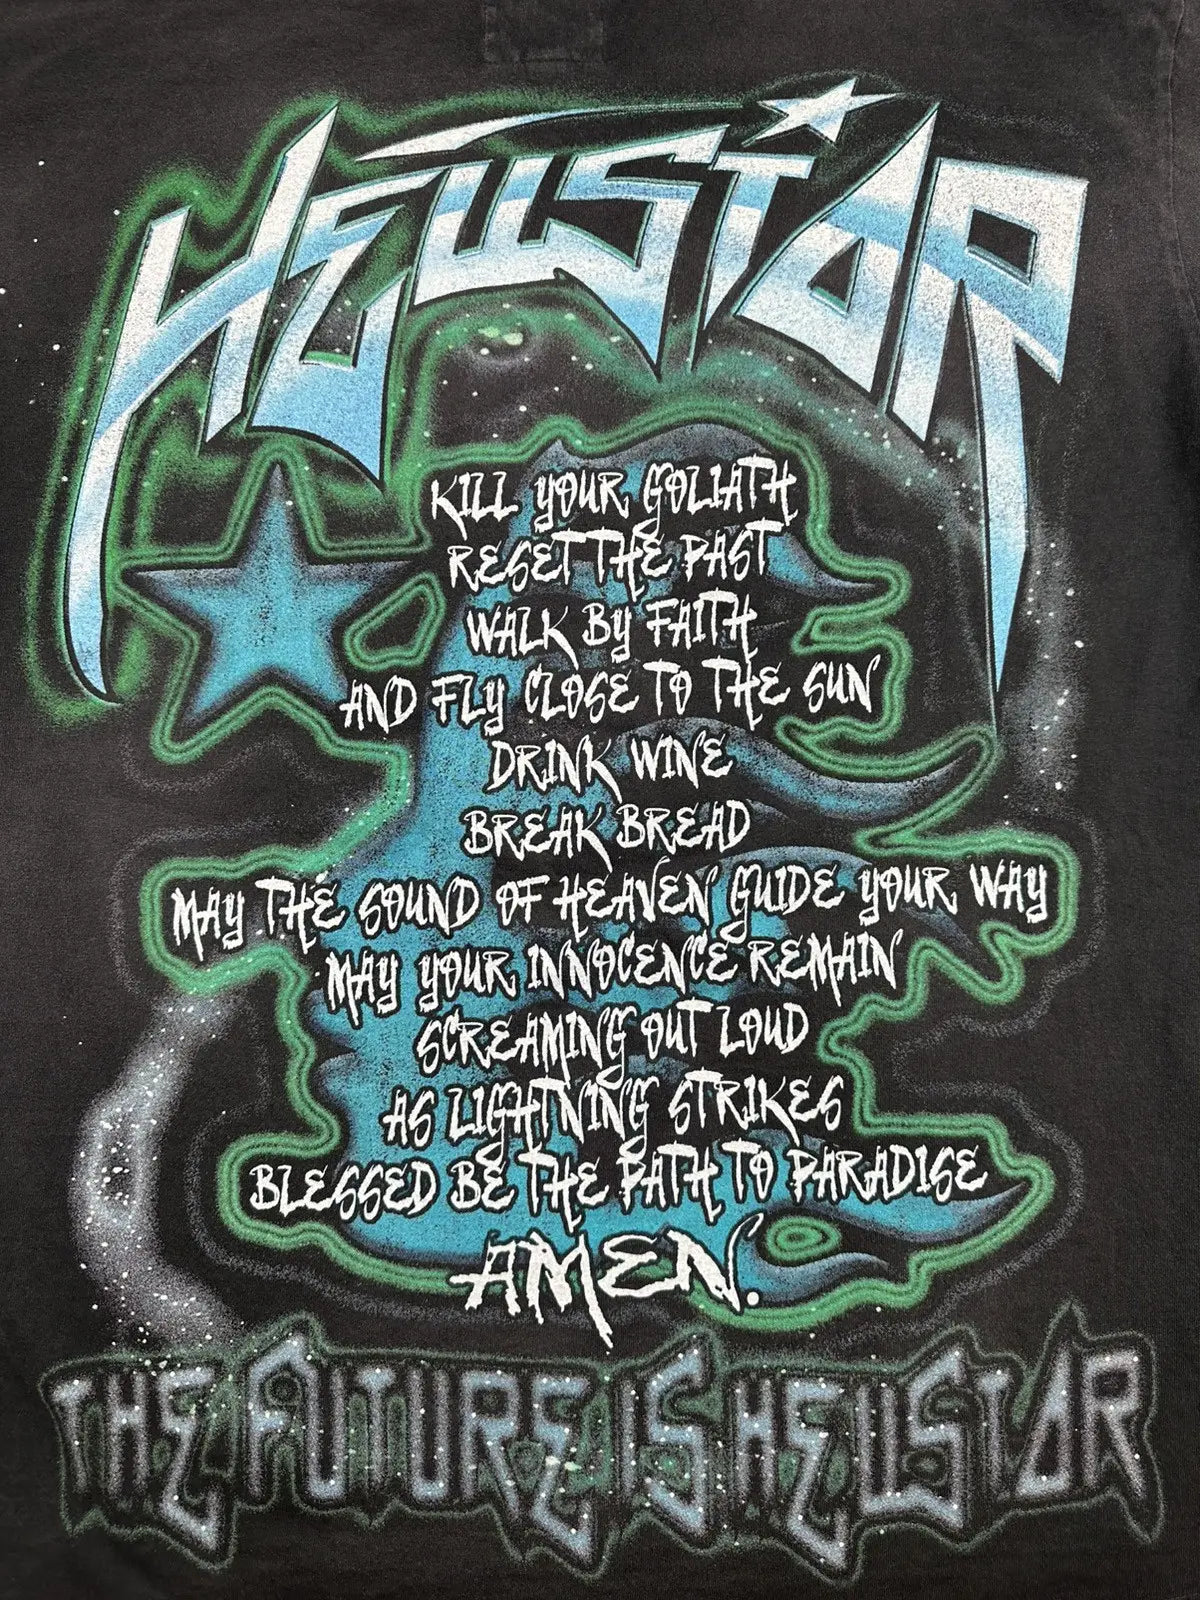 HELLSTAR
KILL YOUR GOLIATH
RESET THE PAST
WALK BY FAITH
AND FLY CLOSE TO THE SUN
DRINK WINE
BREAK BREAD
MAY THE SOUND OF HEAVEN GUIDE YOUR WAY
MAY YOUR INNOCENCE REMAIN
SCREAMING OUT LOUD
AS LIGHTNING STRIKES
BLESSED BE THE PATH TO PARADISE
AMEN.
THE FUTURE IS HELLSTAR